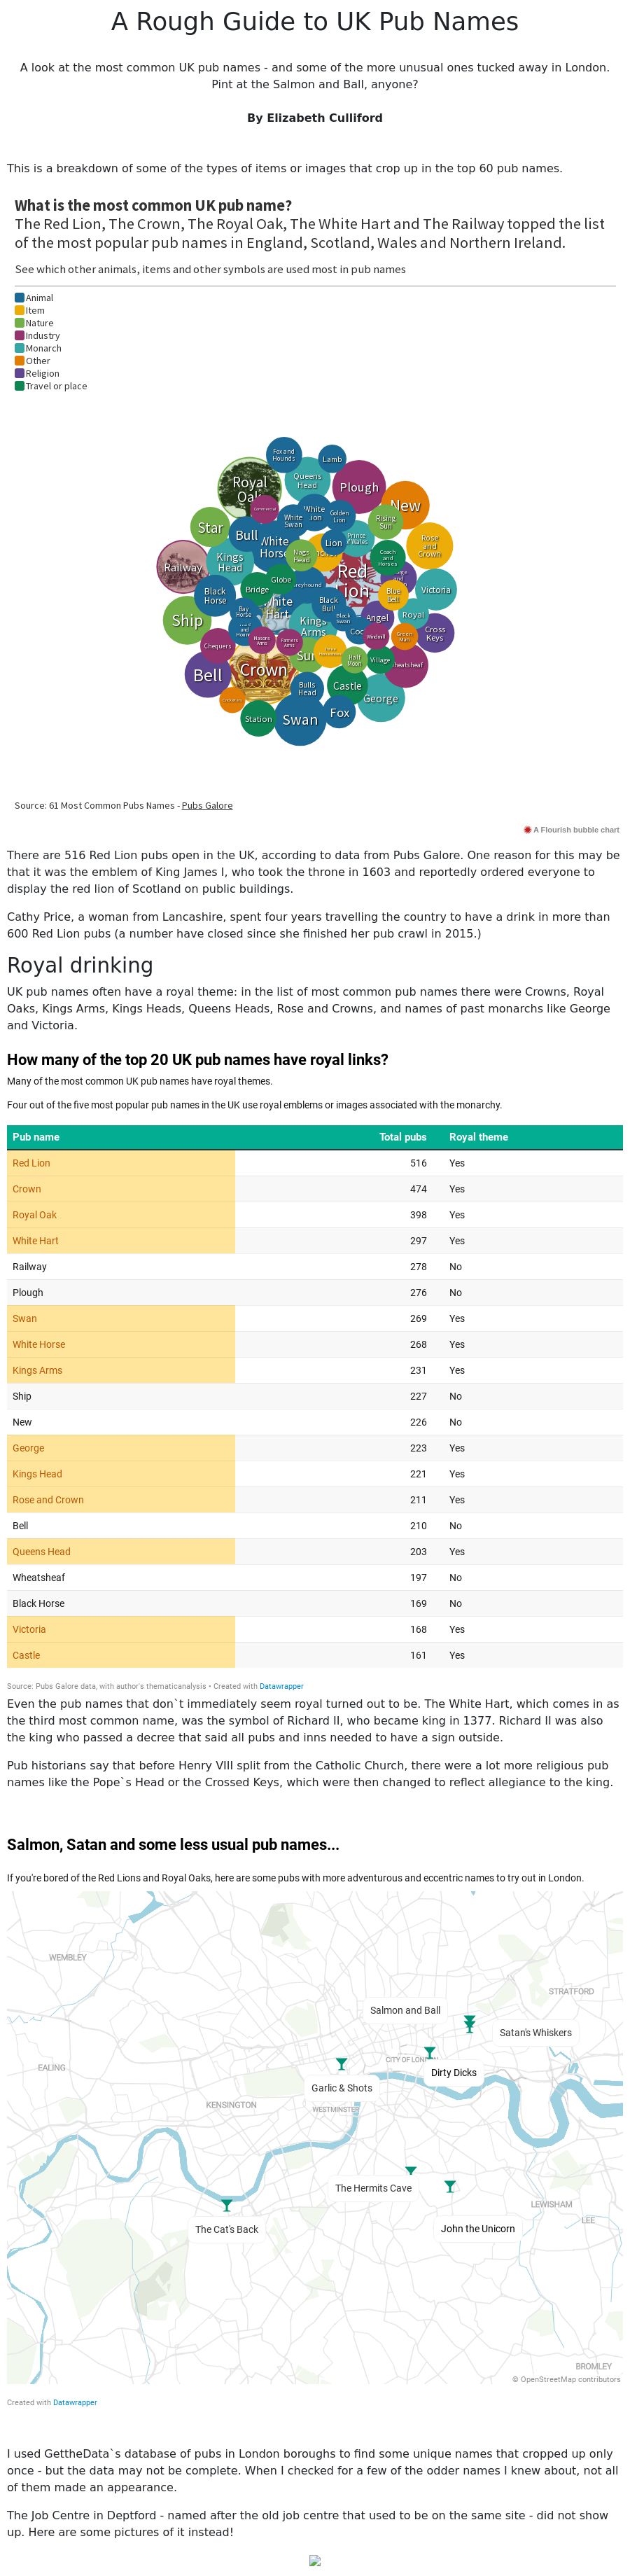 A Rough Guide to UK Pub Names
A look at the most common UK pub names - and some of the more unusual ones tucked away in London.
Pint at the Salmon and Ball, anyone?
By Elizabeth Culliford
This is a breakdown of some of the types of items or images that crop up in the top 60 pub names.
What is the most common UK pub name?
The Red Lion, The Crown, The Royal Oak, The White Hart and The Railway topped the list
of the most popular pub names in England, Scotland, Wales and Northern Ireland.
See which other animals, items and other symbols are used most in pub names
Animal
Item
Nature
Industry
Monarch
Other
Religion
Travel or place
Fox and
Hounds
Lamb
Royal
Queens
Head
Plough
New
White
Swan
Golden
Lion
Rising
Sun
Star
Bull
White
Horse
Lion
Rose
and
Crown
Railway
Kings
Head
Nags
Head
Coach
and
Horses
Red
Globe
Bridge
Black
Horse
Blue
Bell
Victoria
Black
Swan
Angel
Royal
Bay
Horse
Kings
Arms
Green
Man
Cross
Keys
Ship
Chequers
Masons
Arms
Farmers
Arms
Windmill
Half
Moon
Village
Bell
Crown
Bulls
Head
Castle
George
Station
Swan
Fox
Source: 61 Most Common Pubs Names - Pubs Galore
A Flourish bubble chart
There are 516 Red Lion pubs open in the UK, according to data from Pubs Galore. One reason for this may be
that it was the emblem of King James I, who took the throne in 1603 and reportedly ordered everyone to
display the red lion of Scotland on public buildings.
Cathy Price, a woman from Lancashire, spent four years travelling the country to have a drink in more than
600 Red Lion pubs (a number have closed since she finished her pub crawl in 2015.)
Royal drinking
UK pub names often have a royal theme: in the list of most common pub names there were Crowns, Royal
Oaks, Kings Arms, Kings Heads, Queens Heads, Rose and Crowns, and names of past monarchs like George
and Victoria.
How many of the top 20 UK pub names have royal links?
Many of the most common UK pub names have royal themes.
Four out of the five most popular pub names in the UK use royal emblems or images associated with the monarchy.
Pub name Total pubs Royal theme
Red Lion 516 Yes
Crown 474 Yes
Royal Oak 398 Yes
White Hart 297 Yes
Railway 278 No
Plough 276 No
Swan 269 Yes
White Horse 268 Yes
Kings Arms 231 Yes
Ship 227 No
New 226 No
George 223 Yes
Kings Head 221 Yes
Rose and Crown 211 Yes
Bell 210 No
Queens Head 203 Yes
Wheatsheaf 197 No
Black Horse 169 No
Victoria 168 Yes
Castle 161 Yes
Source: Pubs Galore data, with author's thematicanalysis • Created with Datawrapper
Even the pub names that don`t immediately seem royal turned out to be. The White Hart, which comes in as
the third most common name, was the symbol of Richard II, who became king in 1377. Richard II was also
the king who passed a decree that said all pubs and inns needed to have a sign outside.
Pub historians say that before Henry VIII split from the Catholic Church, there were a lot more religious pub
names like the Pope`s Head or the Crossed Keys, which were then changed to reflect allegiance to the king.
Salmon, Satan and some less usual pub names...
If you're bored of the Red Lions and Royal Oaks, here are some pubs with more adventurous and eccentric names to try out in London.
WEMBLEY
STRATFORD
Salmon and Ball
Satan's Whiskers
CITY OF
EALING
Dirty Dicks
Garlic & Shots
KENSINGTON
WESTMINSTER
The Hermits Cave
LEWISHAM
LEE
The Cat's Back
John the Unicorn
BROMLEY
© OpenStreetMap contributors
Created with Datawrapper
I used GettheData`s database of pubs in London boroughs to find some unique names that cropped up only
once - but the data may not be complete. When I checked for a few of the odder names I knew about, not all
of them made an appearance.
The Job Centre in Deptford - named after the old job centre that used to be on the same site - did not show
up. Here are some pictures of it instead!